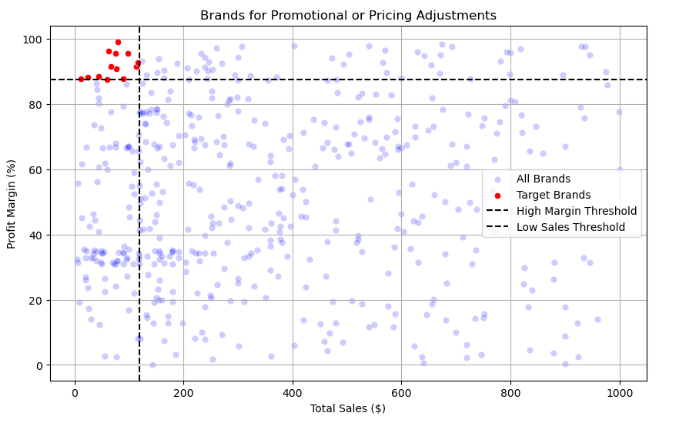 Brands for Promotional or Pricing Adjustments
Profit Margin (%)
100
80
60
40
20
0
All Brands
Target Brands
High Margin Threshold
Low Sales Threshold
0 200 400 600 800 1000
Total Sales ($)